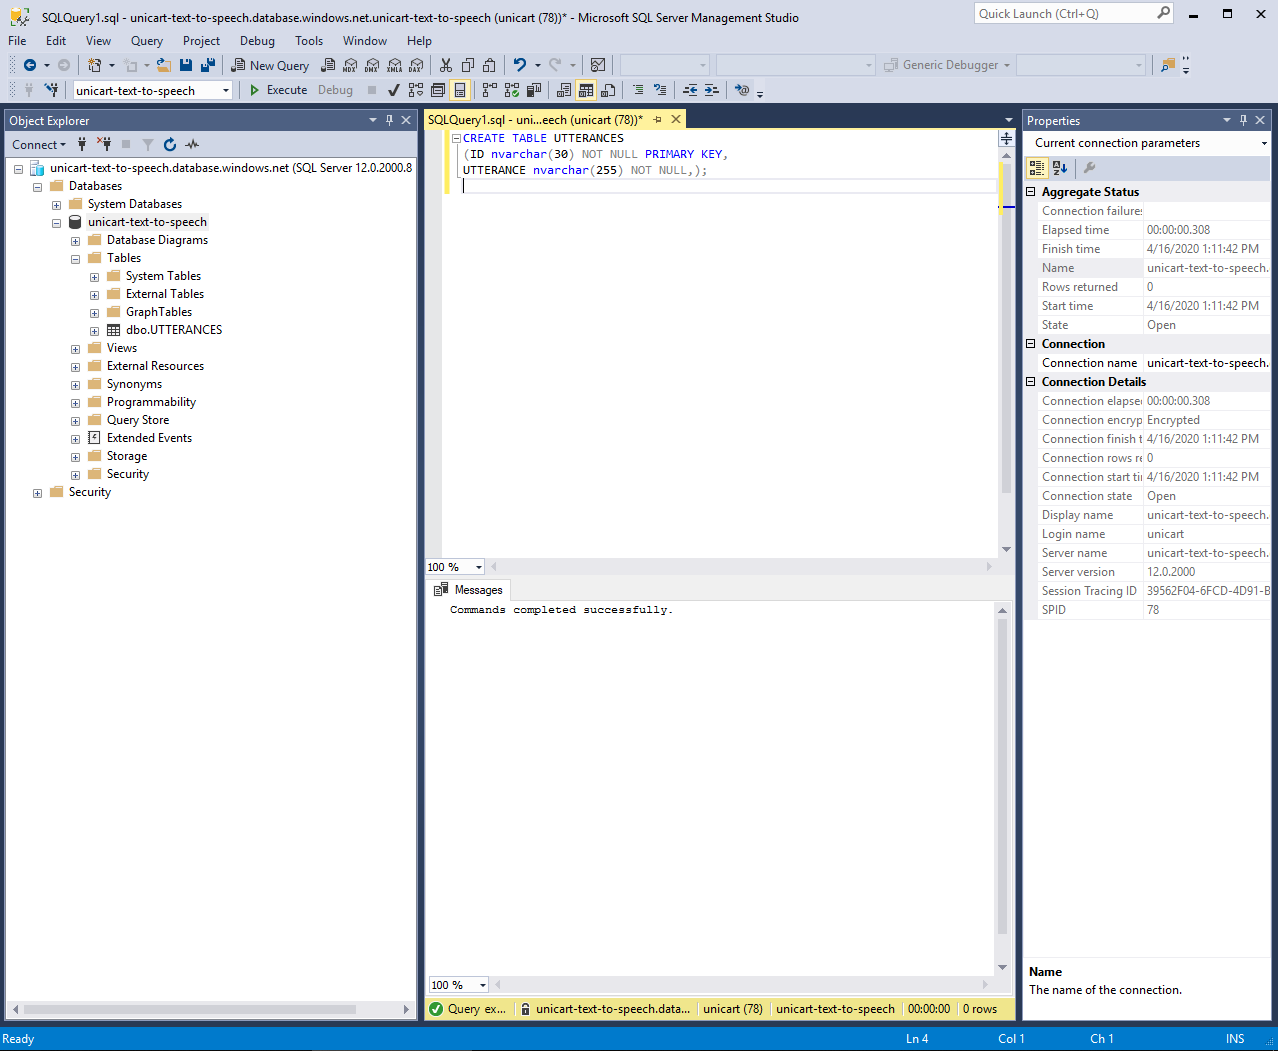 SQLQuery1.sql - unicart-text-to-speech.database.windows.net.unicart-text-to-speech (unicart (78))* - Microsoft SQL Server Management Studio
Quick Launch (Ctrl+Q)
File Edit View Query Project Debug Tools Window Help
New Query MDX DMX XMLA DAX Generic Debugger
unicart-text-to-speech Execute Debug
Object Explorer
Connect
unicart-text-to-speech.database.windows.net (SQL Server 12.0.2000.8
Databases
System Databases
unicart-text-to-speech
Database Diagrams
Tables
System Tables
External Tables
GraphTables
dbo.UTTERANCES
Views
External Resources
Synonyms
Programmability
Query Store
Extended Events
Storage
Security
Security
SQLQuery1.sql - uni...eech (unicart (78))*
CREATE TABLE UTTERANCES
(ID nvarchar(30) NOT NULL PRIMARY KEY,
UTTERANCE nvarchar(255) NOT NULL,);
100 %
Messages
Commands completed successfully.
100 %
Query ex... unicart-text-to-speech.data... unicart (78) unicart-text-to-speech 00:00:00 0 rows
Properties
Current connection parameters
Aggregate Status
Connection failures
Elapsed time 00:00:00.308
Finish time 4/16/2020 1:11:42 PM
Name unicart-text-to-speech.
Rows returned 0
Start time 4/16/2020 1:11:42 PM
State Open
Connection
Connection name unicart-text-to-speech.
Connection Details
Connection elapse 00:00:00.308
Connection encryp Encrypted
Connection finish t 4/16/2020 1:11:42 PM
Connection rows re 0
Connection start tir 4/16/2020 1:11:42 PM
Connection state Open
Display name unicart-text-to-speech.
Login name unicart
Server name unicart-text-to-speech.
Server version 12.0.2000
Session Tracing ID 39562F04-6FCD-4D91-B
SPID 78
Name
The name of the connection.
Ready Ln 4 Col 1 Ch 1 INS